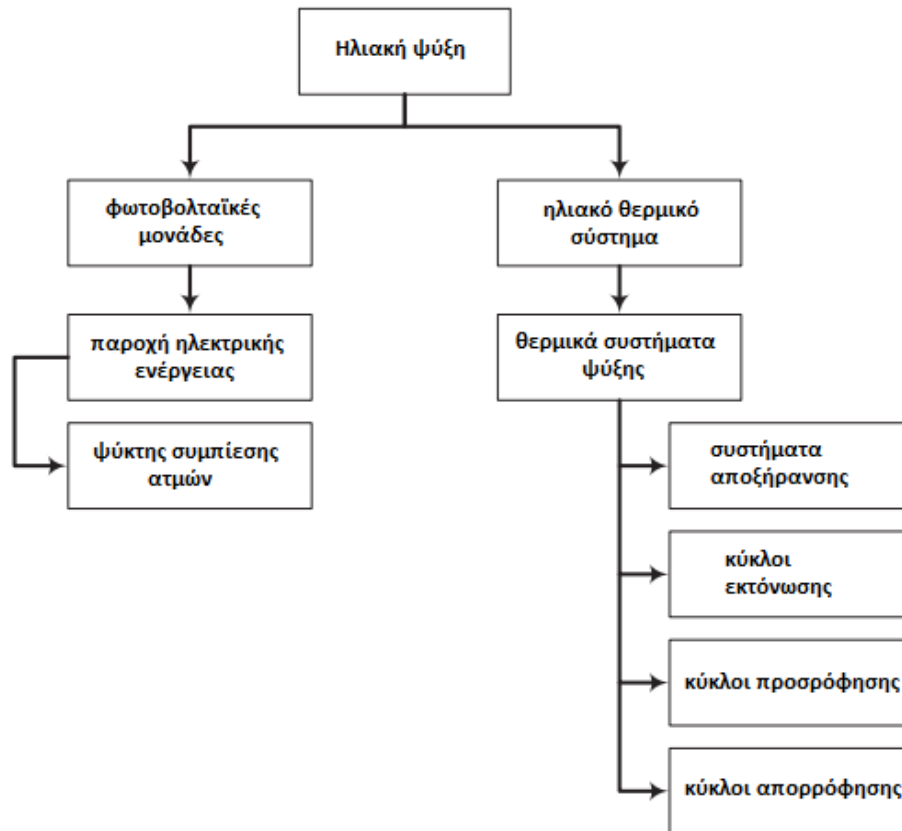 Ηλιακή ψύξη
φωτοβολταϊκές
μονάδες
ηλιακό θερμικό
σύστημα
παροχή ηλεκτρικής
ενέργειας
θερμικά συστήματα
ψύξης
ψύκτης συμπίεσης
ατμών
συστήματα
αποξήρανσης
κύκλοι
εκτόνωσης
κύκλοι προσρόφησης
κύκλοι απορρόφησης